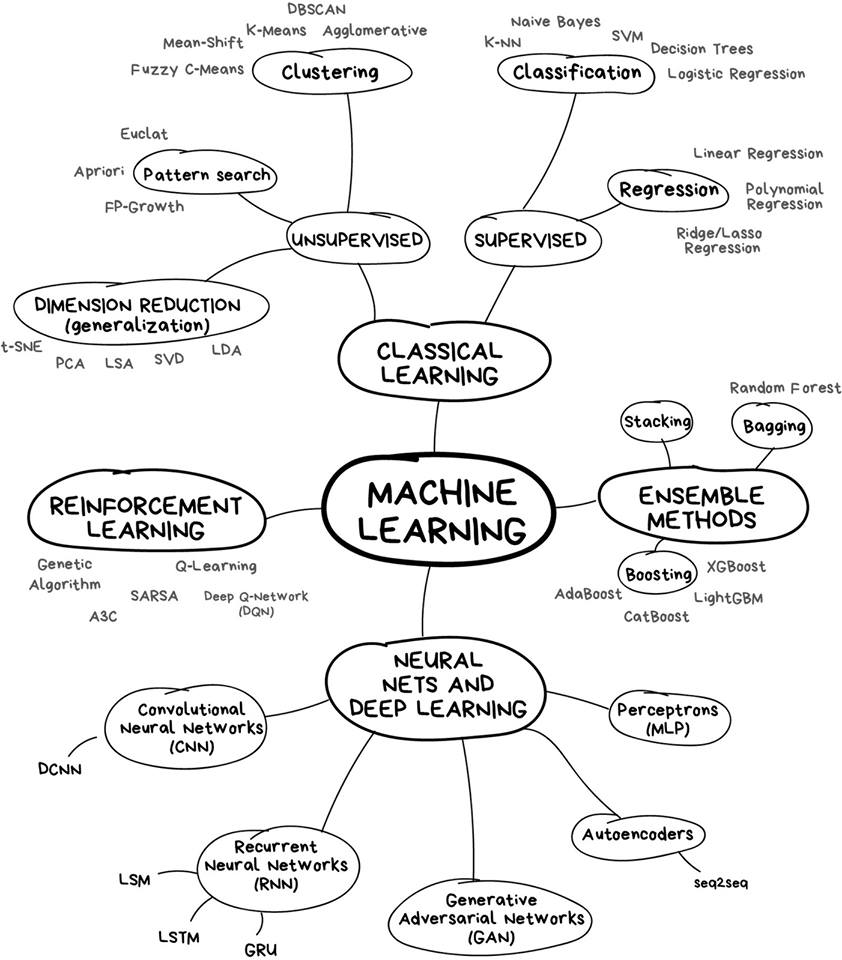 DBSCAN
K-Means
Agglomerative
Mean-Shift
Fuzzy C-Means
Clustering
Naive Bayes
K-NN
SVM
Decision Trees
Classification
Logistic Regression
Euclat
Apriori
Pattern search
FP-Growth
Linear Regression
Regression
Polynomial
Regression
Ridge/Lasso
Regression
UNSUPERVISED
SUPERVISED
DIMENSION REDUCTION
(generalization)
t-SNE
PCA
LSA
SVD
LDA
CLASSICAL
LEARNING
Random Forest
Stacking
Bagging
MACHINE
LEARNING
REINFORCEMENT
LEARNING
ENSEMBLE
METHODS
Genetic
Algorithm
Q-Learning
SARSA
Deep Q-Network
(DQN)
A3C
Boosting
XGBoost
AdaBoost
LightGBM
CatBoost
NEURAL
NETS AND
DEEP LEARNING
Convolutional
Neural Networks
(CNN)
DCNN
Perceptrons
(MLP)
Recurrent
Neural Networks
(RNN)
LSM
LSTM
GRU
Autoencoders
seq2seq
Generative
Adversarial Networks
(GAN)